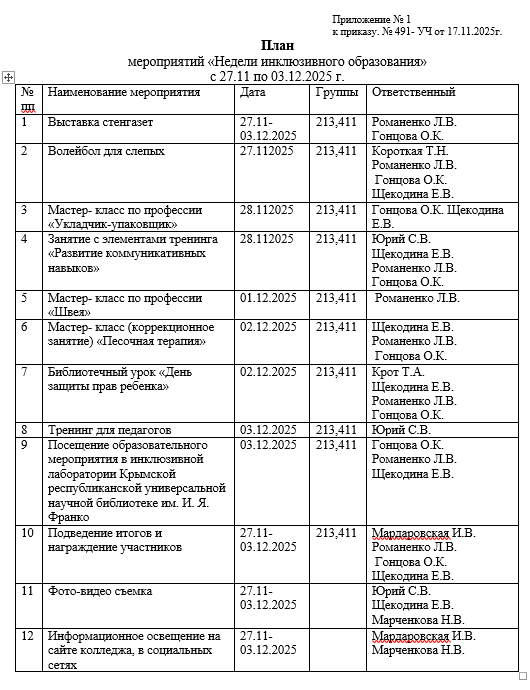 Приложение № 1
к приказу. № 491- УЧ от 17.11.2025г.
План
мероприятий «Недели инклюзивного образования»
с 27.11 по 03.12.2025 г.
№ пп Наименование мероприятия Дата Группы Ответственный
1 Выставка стенгазет 27.11- 213,411 Романенко Л.В.
03.12.2025 Гонцова О.К.
2 Волейбол для слепых 27.112025 213,411 Короткая Т.Н.
Романенко Л.В.
Гонцова О.К.
Щекодина Е.В.
3 Мастер- класс по профессии 28.112025 213,411 Гонцова О.К. Щекодина
«Укладчик-упаковщик» Е.В.
4 Занятие с элементами тренинга 28.112025 213,411 Юрий С.В.
«Развитие коммуникативных Щекодина Е.В.
навыков» Романенко Л.В.
Гонцова О.К.
5 Мастер- класс по профессии 01.12.2025 213,411 Романенко Л.В.
«Швея»
6 Мастер- класс (коррекционное 02.12.2025 213,411 Щекодина Е.В.
занятие) «Песочная терапия» Романенко Л.В.
Гонцова О.К.
7 Библиотечный урок «День 02.12.2025 213,411 Крот Т.А.
защиты прав ребенка» Щекодина Е.В.
Романенко Л.В.
Гонцова О.К.
8 Тренинг для педагогов 03.12.2025 213,411 Юрий С.В.
9 Посещение образовательного 03.12.2025 213,411 Гонцова О.К.
мероприятия в инклюзивной Романенко Л.В.
лаборатории Крымской Щекодина Е.В.
республиканской универсальной
научной библиотеке им. И. Я.
Франко
10 Подведение итогов и 27.11- 213,411 Мардаровская И.В.
награждение участников 03.12.2025 Романенко Л.В.
Гонцова О.К.
Щекодина Е.В.
11 Фото-видео съемка 27.11- Юрий С.В.
03.12.2025 Щекодина Е.В.
Марченкова Н.В.
12 Информационное освещение на 27.11- Мардаровская И.В.
сайте колледжа, в социальных 03.12.2025 Марченкова Н.В.
сетях